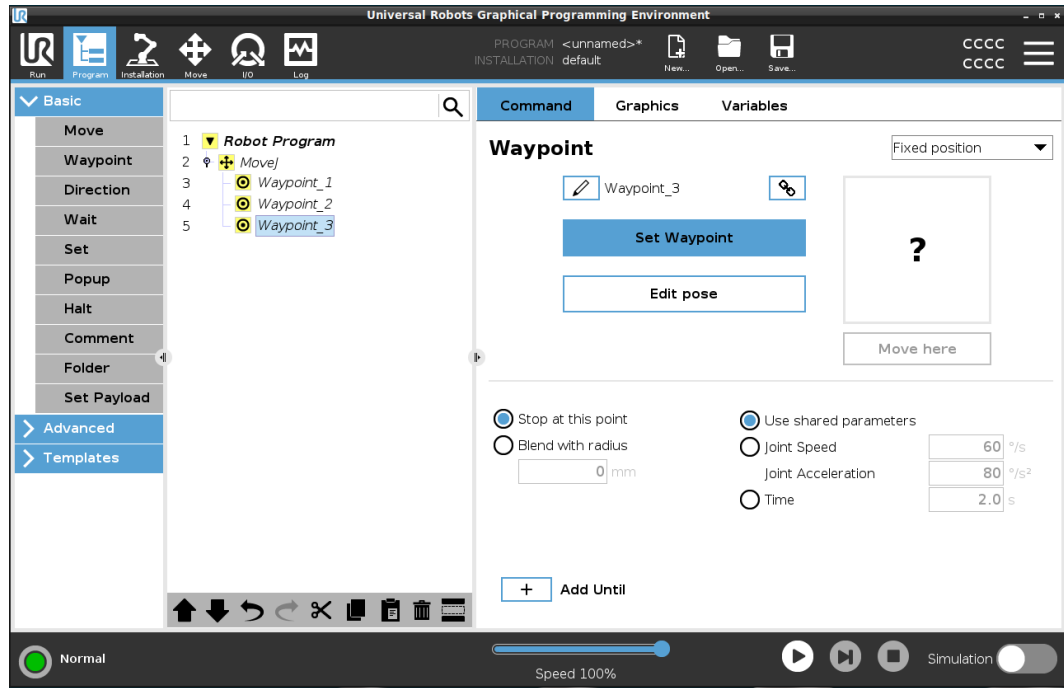 Universal Robots Graphical Programming Environment
PROGRAM <unnamed>*
INSTALLATION default
Run Program Installation Move I/O Log New... Open... Save...
CCCC
CCCC
Basic
Move
Waypoint
Direction
Wait
Set
Popup
Halt
Comment
Folder
Set Payload
Advanced
Templates
1 Robot Program
2 MoveJ
3 Waypoint_1
4 Waypoint_2
5 Waypoint_3
Command Graphics Variables
Waypoint
Fixed position
Waypoint_3
Set Waypoint
Edit pose
?
Move here
Stop at this point
Blend with radius
0 mm
Use shared parameters
Joint Speed 60 °/s
Joint Acceleration 80 °/s²
Time 2.0 s
+ Add Until
Normal
Speed 100%
Simulation